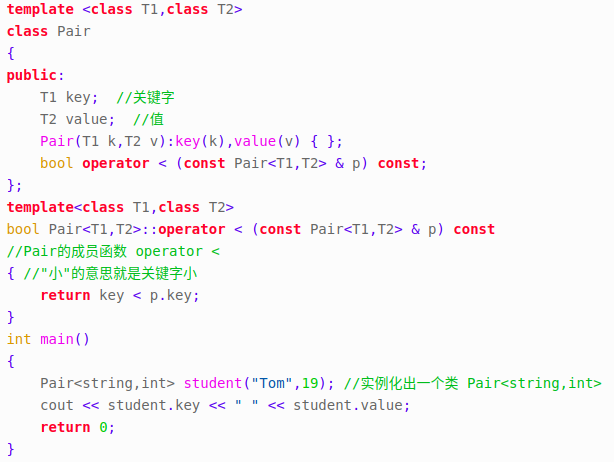 template <class T1,class T2>
class Pair
{
public:
    T1 key;  //关键字
    T2 value;  //值
    Pair(T1 k,T2 v):key(k),value(v) { };
    bool operator < (const Pair<T1,T2> & p) const;
};
template<class T1,class T2>
bool Pair<T1,T2>::operator < (const Pair<T1,T2> & p) const
//Pair的成员函数 operator <
{ //"小"的意思就是关键字小
    return key < p.key;
}
int main()
{
    Pair<string,int> student("Tom",19); //实例化出一个类 Pair<string,int>
    cout << student.key << " " << student.value;
    return 0;
}